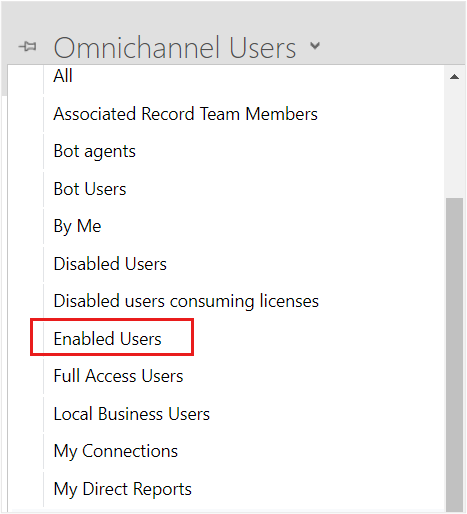 Omnichannel Users
All
Associated Record Team Members
Bot agents
Bot Users
By Me
Disabled Users
Disabled users consuming licenses
Enabled Users
Full Access Users
Local Business Users
My Connections
My Direct Reports